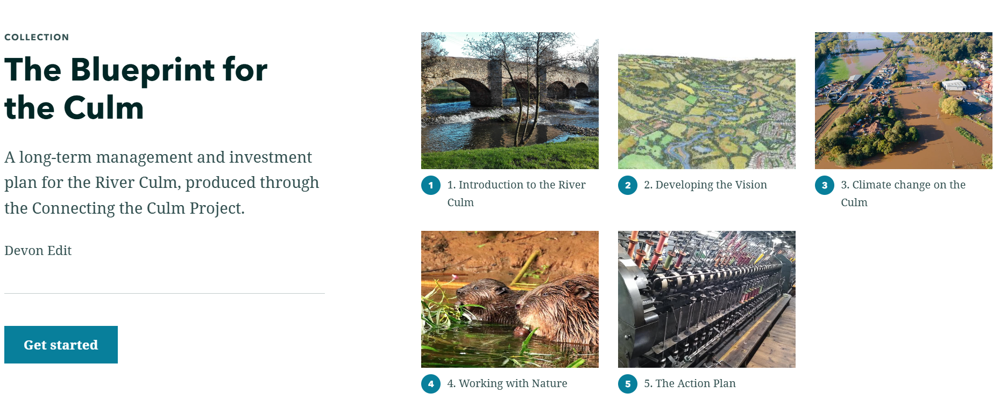 COLLECTION
The Blueprint for
the Culm
A long-term management and investment
plan for the River Culm, produced through
the Connecting the Culm Project.
Devon Edit
Get started
1 1. Introduction to the River
Culm
2 2. Developing the Vision
3 3. Climate change on the
Culm
4 4. Working with Nature
5 5. The Action Plan